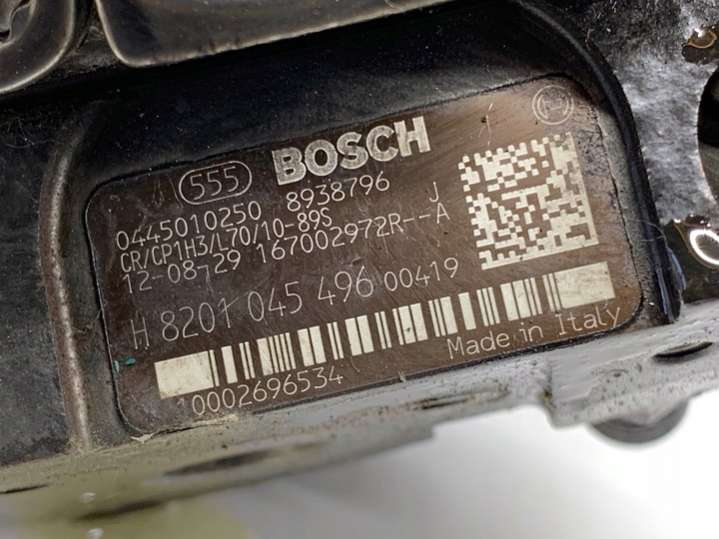 555 BOSCH
0445010250 8938796 J
CR/CP1H3/L70/10-89S
12-08-29 167002972R--A
H 8201 045 496 00419
Made in Italy
10002696534